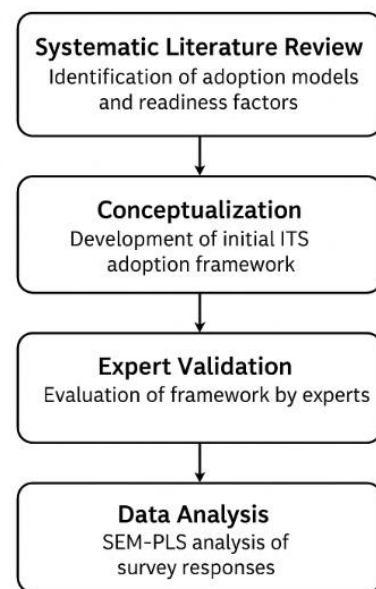 Systematic Literature Review
Identification of adoption models
and readiness factors
Conceptualization
Development of initial ITS
adoption framework
Expert Validation
Evaluation of framework by experts
Data Analysis
SEM-PLS analysis of
survey responses